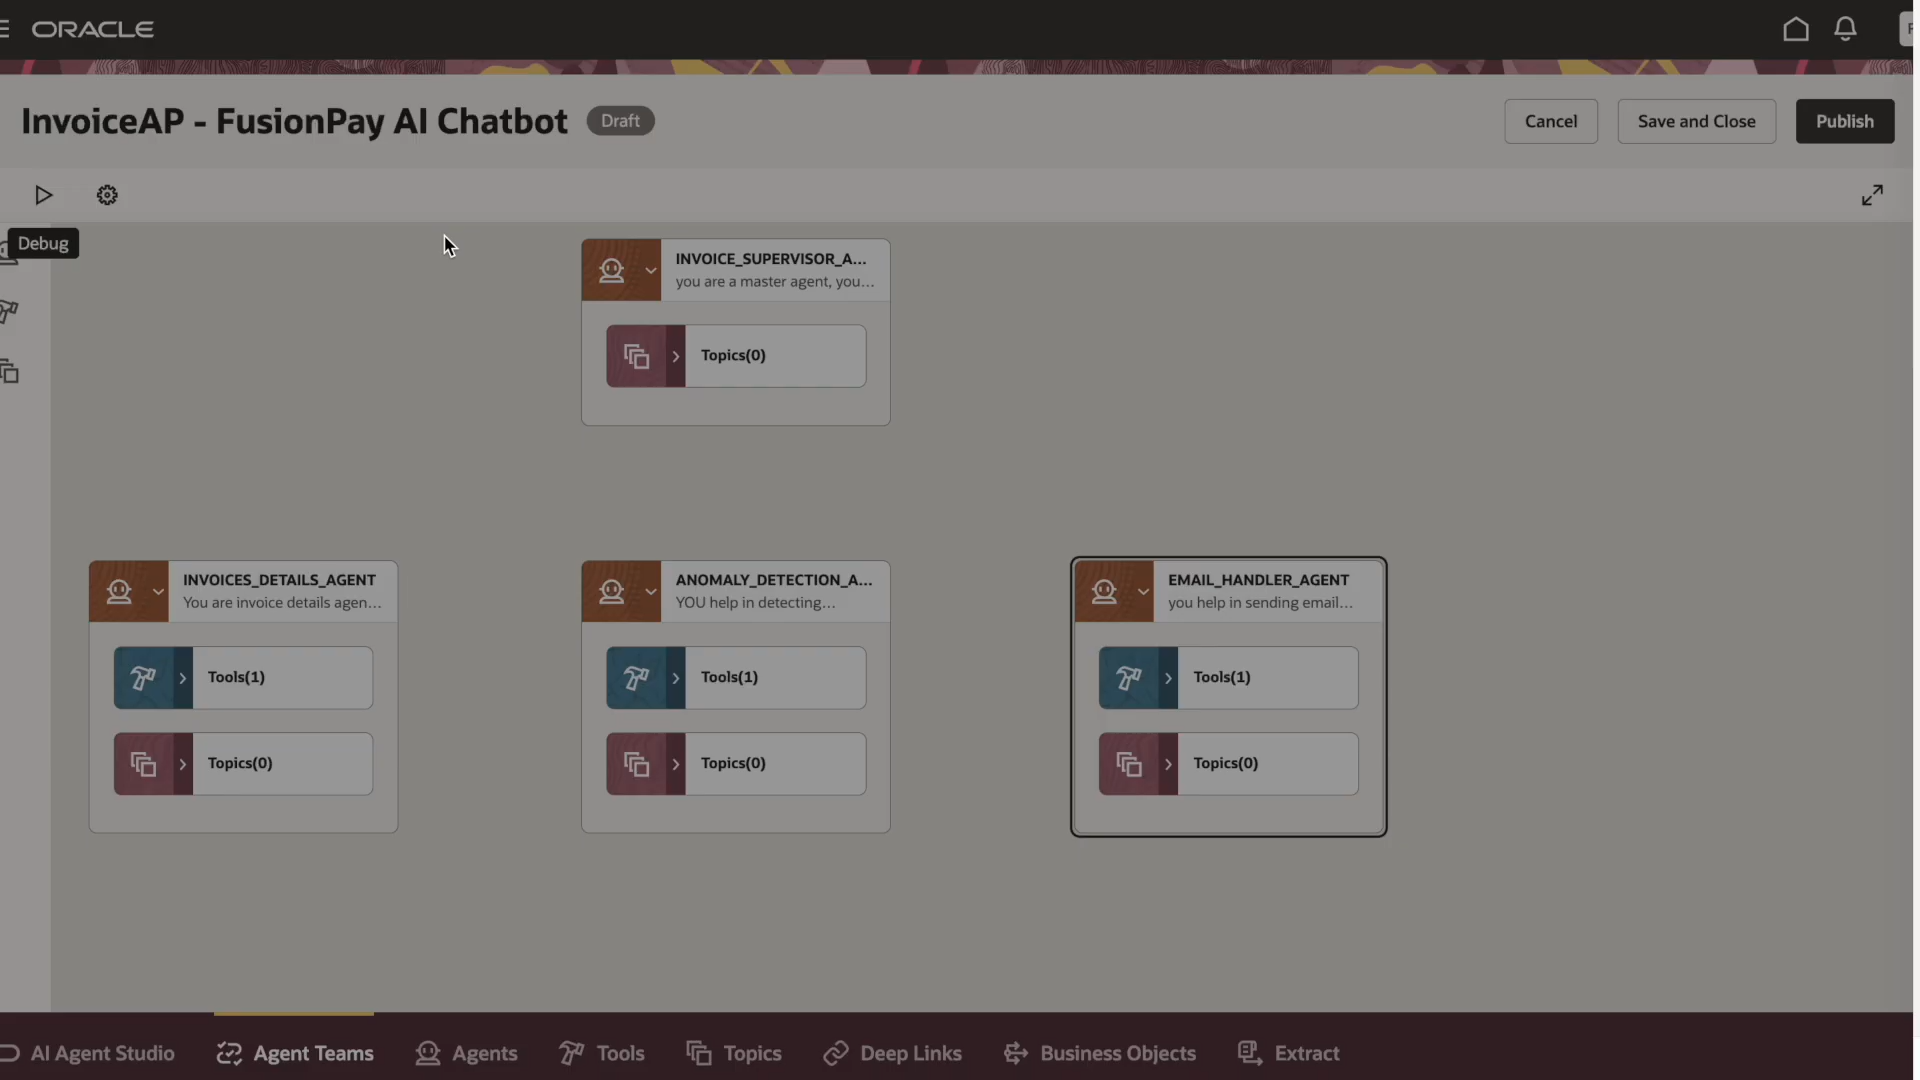 ORACLE
InvoiceAP - FusionPay AI Chatbot
Draft
Cancel
Save and Close
Publish
Debug
INVOICE_SUPERVISOR_A...
you are a master agent, you...
Topics(0)
INVOICES_DETAILS_AGENT
You are invoice details agen...
Tools(1)
Topics(0)
ANOMALY_DETECTION_A...
YOU help in detecting...
Tools(1)
Topics(0)
EMAIL_HANDLER_AGENT
you help in sending email...
Tools(1)
Topics(0)
AI Agent Studio
Agent Teams
Agents
Tools
Topics
Deep Links
Business Objects
Extract